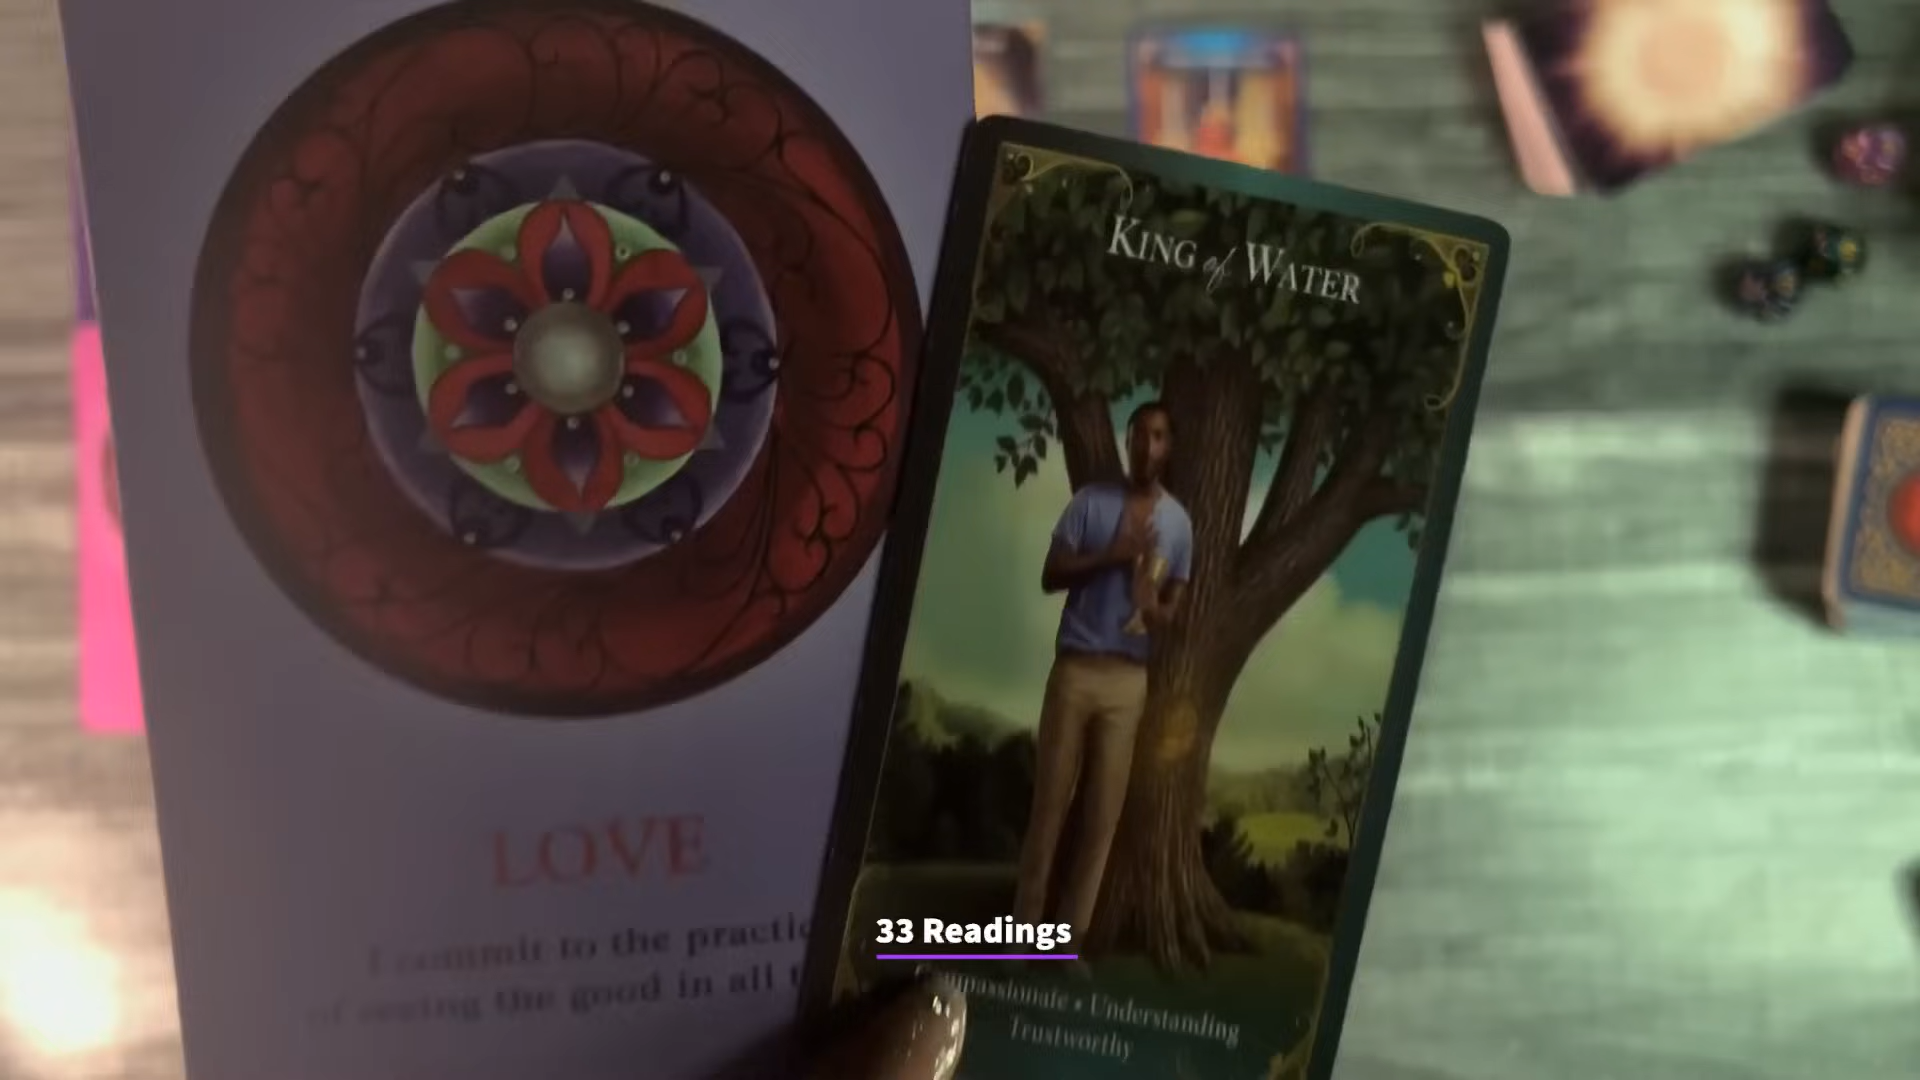 KING of WATER
LOVE
I commit to the practic
of seeing the good in all t
33 Readings
Compassionate • Understanding
Trustworthy